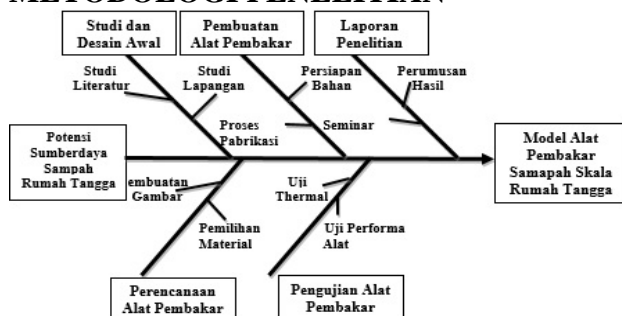 METODOLOGI PENELITIAN
Studi dan
Desain Awal
Pembuatan
Alat Pembakar
Laporan
Penelitian
Studi
Literatur
Studi
Lapangan
Persiapan
Bahan
Perumusan
Hasil
Proses
Pabrikasi
Seminar
Potensi
Sumberdaya
Sampah
Rumah Tangga
Model Alat
Pembakar
Samapah Skala
Rumah Tangga
embuatan
Gambar
Uji
Thermal
Pemilihan
Material
Uji Performa
Alat
Perencanaan
Alat Pembakar
Pengujian Alat
Pembakar